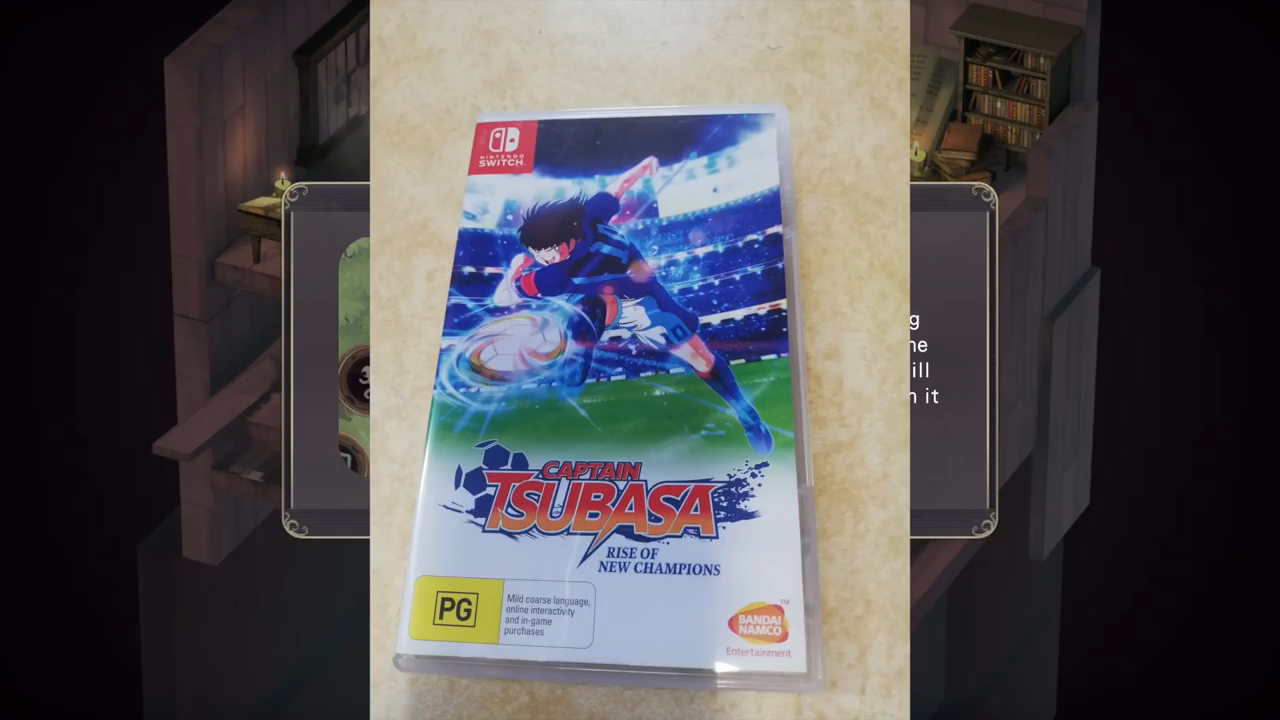 NINTENDO
SWITCH
CAPTAIN
TSUBASA
RISE OF
NEW CHAMPIONS
PG
Mild coarse language,
online interactivity
and in-game
purchases
BANDAI
NAMCO
Entertainment
TM
ill
it